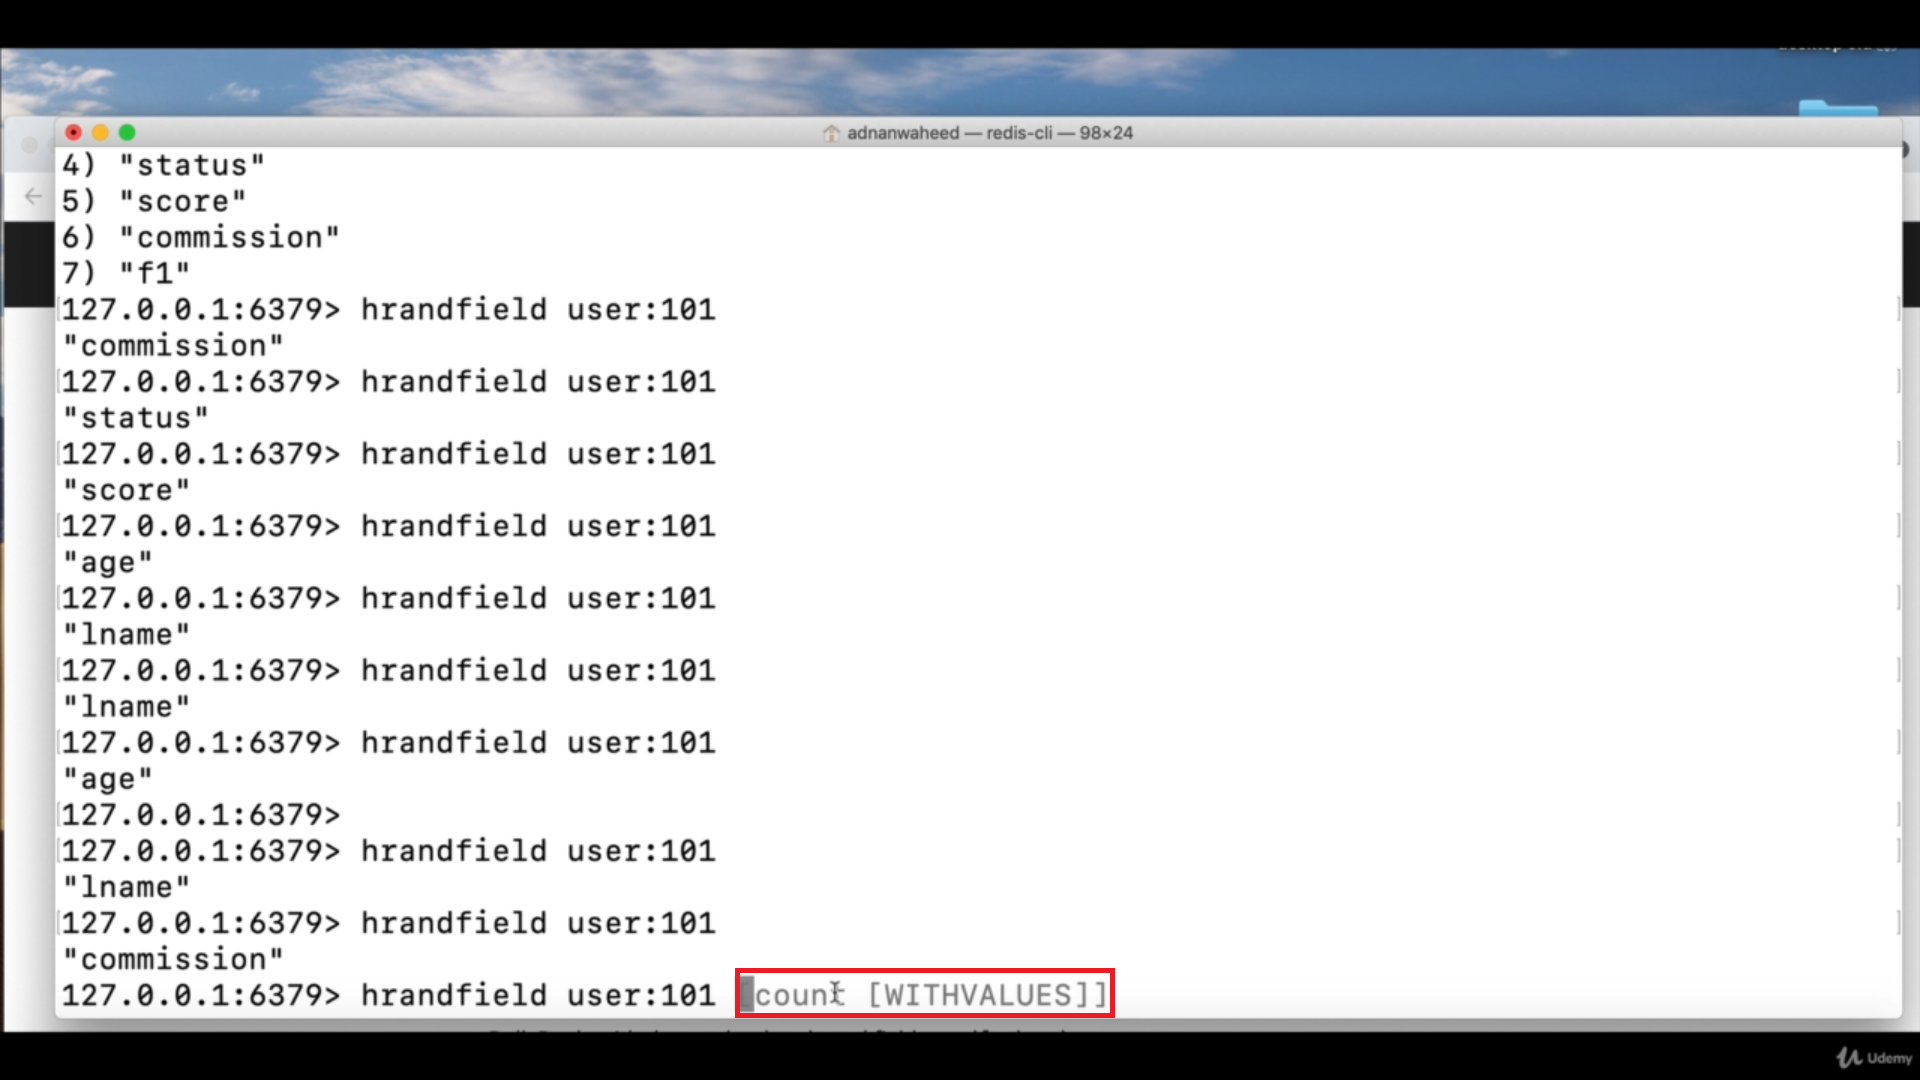 adnanwaheed — redis-cli — 98×24
4) "status"
5) "score"
6) "commission"
7) "f1"
127.0.0.1:6379> hrandfield user:101
"commission"
127.0.0.1:6379> hrandfield user:101
"status"
127.0.0.1:6379> hrandfield user:101
"score"
127.0.0.1:6379> hrandfield user:101
"age"
127.0.0.1:6379> hrandfield user:101
"lname"
127.0.0.1:6379> hrandfield user:101
"lname"
127.0.0.1:6379> hrandfield user:101
"age"
127.0.0.1:6379>
127.0.0.1:6379> hrandfield user:101
"lname"
127.0.0.1:6379> hrandfield user:101
"commission"
127.0.0.1:6379> hrandfield user:101 [count [WITHVALUES]]
Udemy